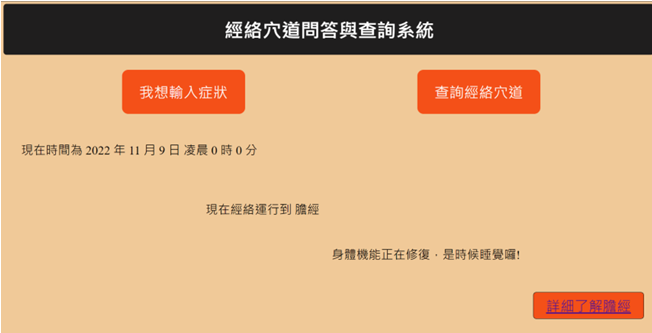 經絡穴道問答與查詢系統
我想輸入症狀
查詢經絡穴道
現在時間為 2022 年 11 月 9 日 凌晨 0 時 0 分
現在經絡運行到 膽經
身體機能正在修復，是時候睡覺囉!
詳細了解膽經